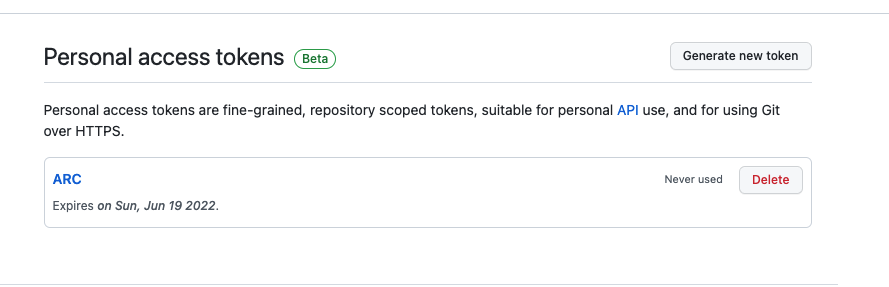 Personal access tokens Beta Generate new token
Personal access tokens are fine-grained, repository scoped tokens, suitable for personal API use, and for using Git
over HTTPS.
ARC Never used Delete
Expires on Sun, Jun 19 2022.